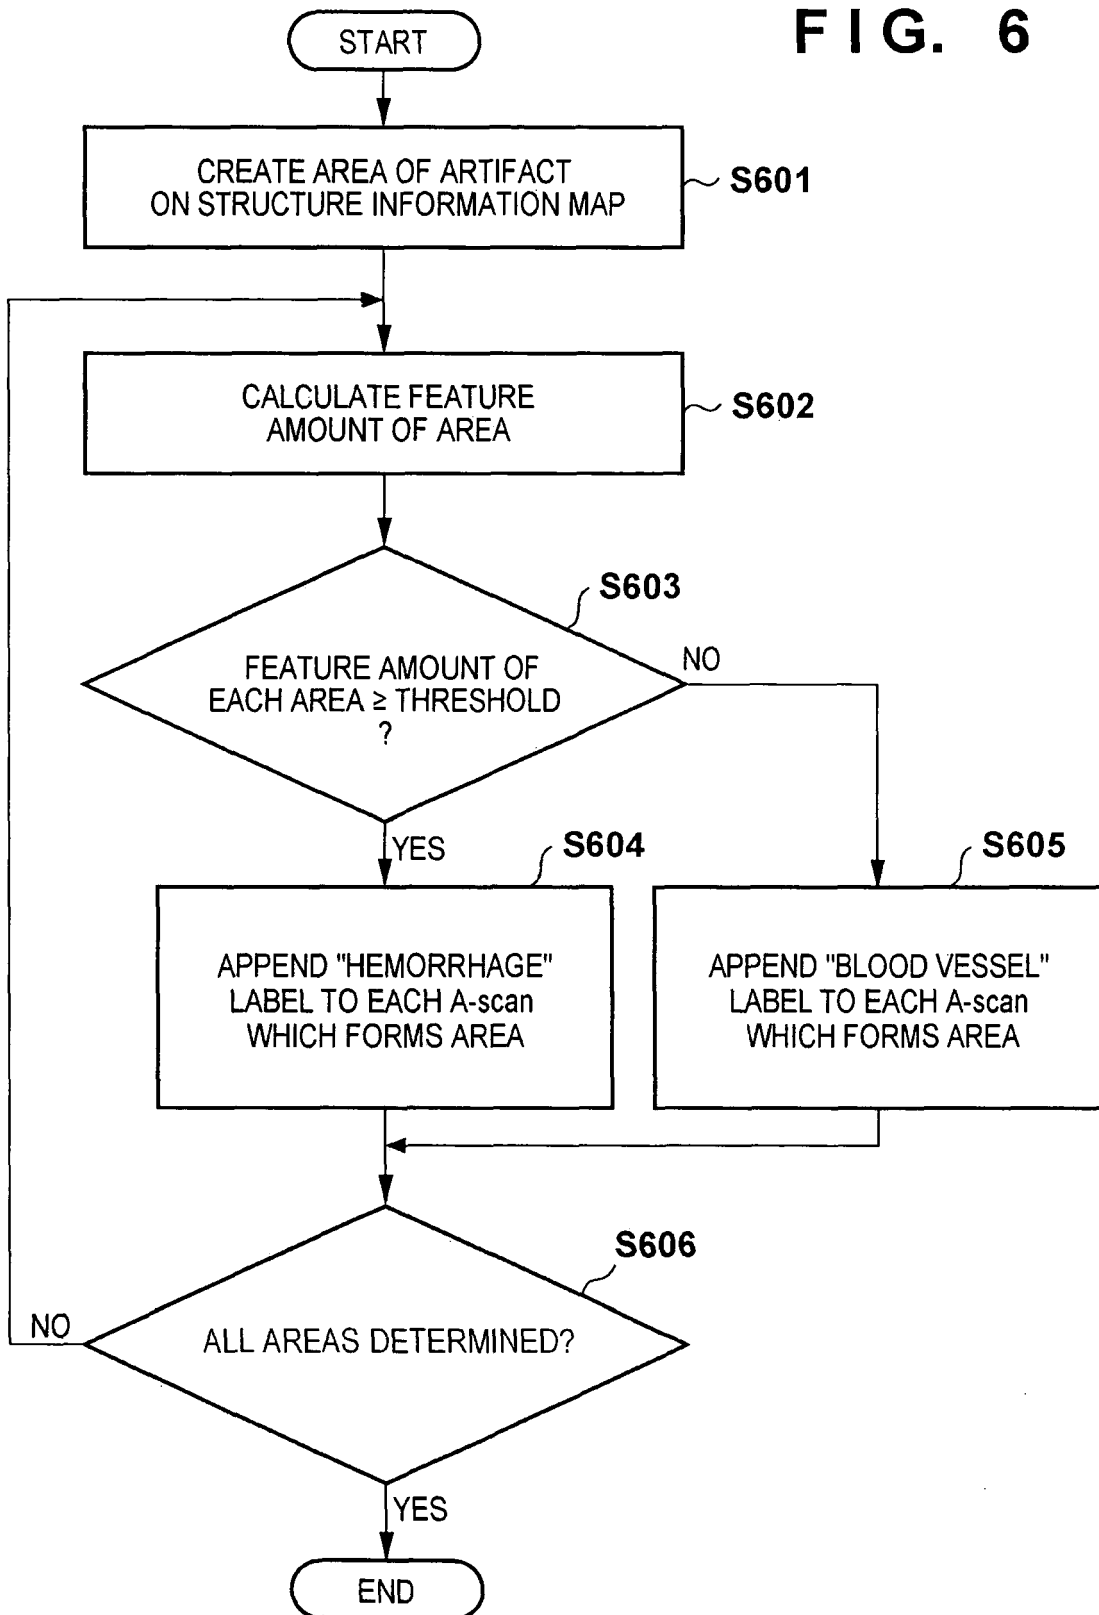 FIG. 6
START
CREATE AREA OF ARTIFACT
ON STRUCTURE INFORMATION MAP
S601
CALCULATE FEATURE
AMOUNT OF AREA
S602
S603
FEATURE AMOUNT OF
EACH AREA ≥ THRESHOLD
?
NO
YES
S604
S605
APPEND "HEMORRHAGE"
LABEL TO EACH A-scan
WHICH FORMS AREA
APPEND "BLOOD VESSEL"
LABEL TO EACH A-scan
WHICH FORMS AREA
S606
NO
ALL AREAS DETERMINED?
YES
END